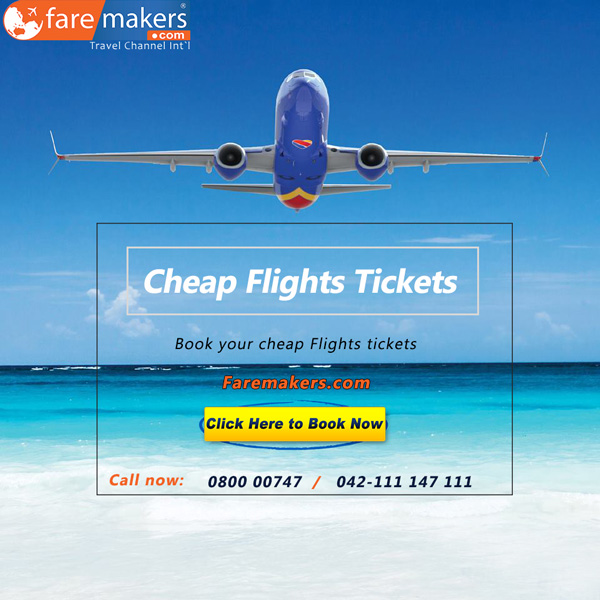 fare makers®
.com
Travel Channel Int`l
Cheap Flights Tickets
Book your cheap Flights tickets
Faremakers.com
Click Here to Book Now
Call now: 0800 00747 / 042-111 147 111